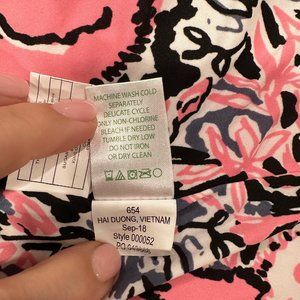 MACHINE WASH COLD
SEPARATELY
DELICATE CYCLE
ONLY NON-CHLORINE
BLEACH IF NEEDED
TUMBLE DRY LOW
DO NOT IRON
OR DRY CLEAN
654
HAI DUONG, VIETNAM
Sep-18
Style 000052
PO